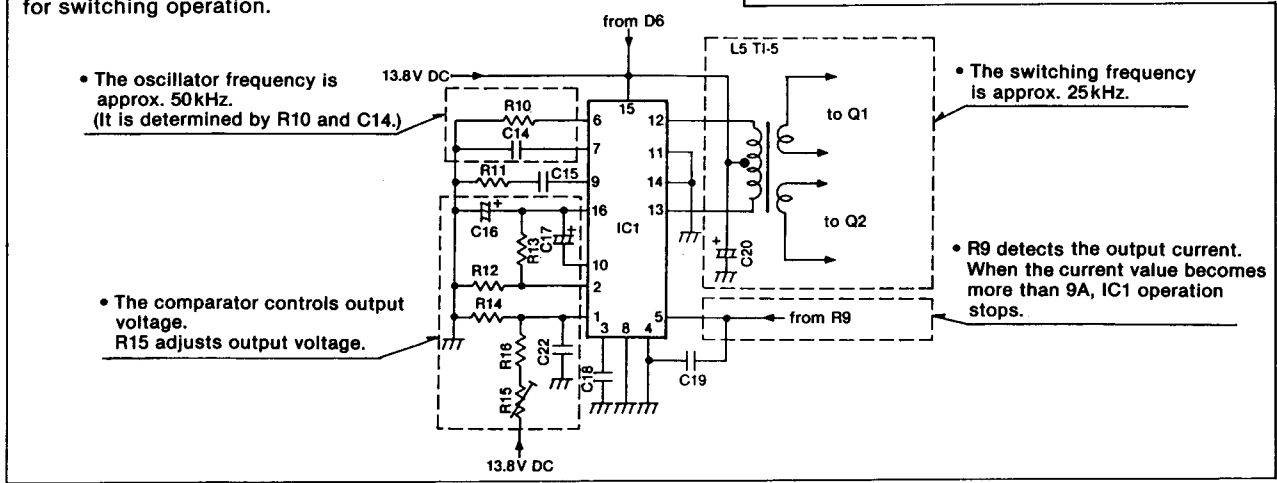 for switching operation.
from D6
L5 TI-5
• The oscillator frequency is
approx. 50kHz.
(It is determined by R10 and C14.)
13.8V DC
• The switching frequency
is approx. 25kHz.
R10
6
15
12
to Q1
C14
7
11
R11
C15
9
14
16
13
C16
+
C17
+
IC1
to Q2
R13
C20
+
10
R12
2
• The comparator controls output
voltage.
R15 adjusts output voltage.
R14
1
3
8
4
5
from R9
• R9 detects the output current.
When the current value becomes
more than 9A, IC1 operation
stops.
R16
C22
C18
C19
R15
13.8V DC